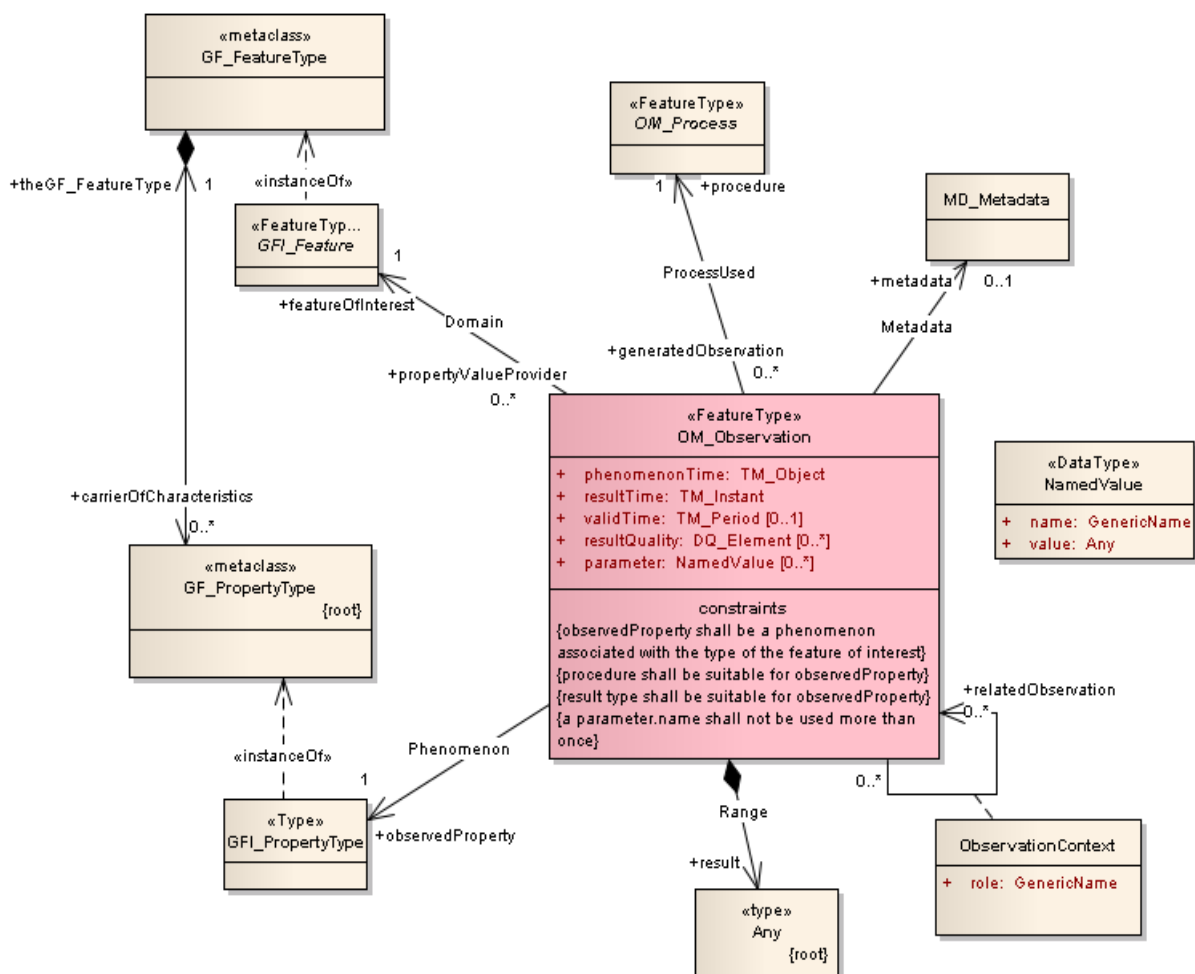 «metaclass»
GF_FeatureType
+theGF_FeatureType
1
«instanceOf»
«FeatureTyp...
GFI_Feature
1
+featureOfInterest
Domain
+propertyValueProvider
0..*
«FeatureType»
OM_Process
1
+procedure
ProcessUsed
+generatedObservation
0..*
MD_Metadata
+metadata
0..1
Metadata
«FeatureType»
OM_Observation
+ phenomenonTime: TM_Object
+ resultTime: TM_Instant
+ validTime: TM_Period [0..1]
+ resultQuality: DQ_Element [0..*]
+ parameter: NamedValue [0..*]
constraints
{observedProperty shall be a phenomenon
associated with the type of the feature of interest}
{procedure shall be suitable for observedProperty}
{result type shall be suitable for observedProperty}
{a parameter.name shall not be used more than
once}
«DataType»
NamedValue
+ name: GenericName
+ value: Any
+carrierOfCharacteristics
0..*
«metaclass»
GF_PropertyType
{root}
«instanceOf»
Phenomenon
1
+observedProperty
«Type»
GFI_PropertyType
+relatedObservation
0..*
0..*
ObservationContext
+ role: GenericName
Range
+result
«type»
Any
{root}